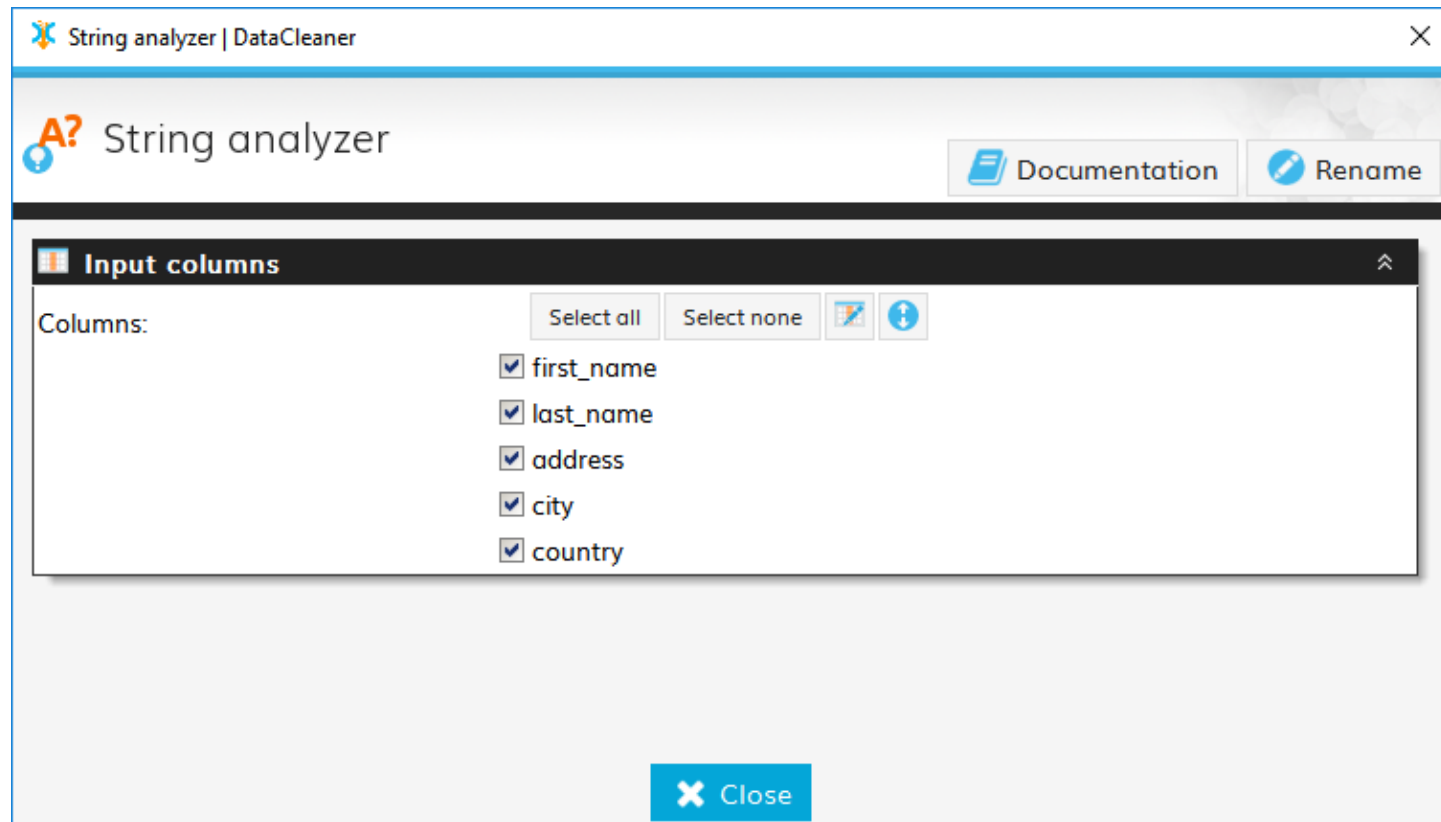 String analyzer | DataCleaner
A? String analyzer
Documentation Rename
Input columns
Columns: Select all Select none
first_name
last_name
address
city
country
Close